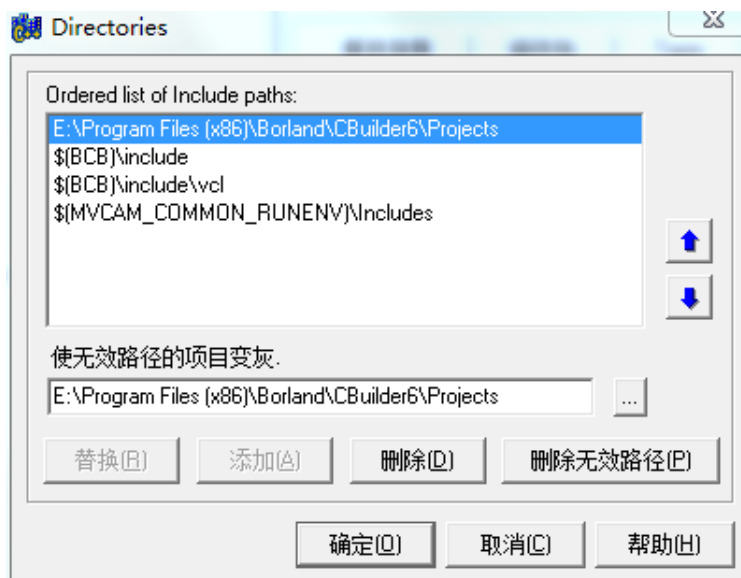 Directories
Ordered list of Include paths:
E:\Program Files (x86)\Borland\CBuilder6\Projects
$(BCB)\include
$(BCB)\include\vcl
$(MVCAM_COMMON_RUNENV)\Includes
使无效路径的项目变灰.
E:\Program Files (x86)\Borland\CBuilder6\Projects
...
替换(R) 添加(A) 删除(D) 删除无效路径(P)
确定(O) 取消(C) 帮助(H)